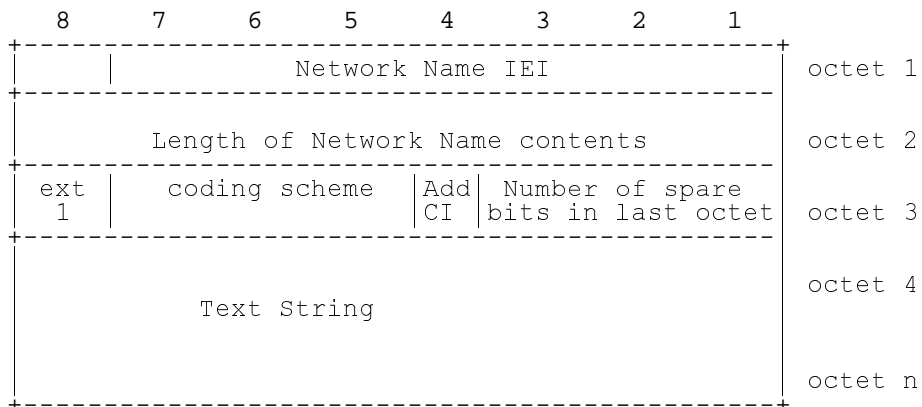 8 7 6 5 4 3 2 1
Network Name IEI octet 1
Length of Network Name contents octet 2
ext coding scheme Add Number of spare
1 CI bits in last octet octet 3
octet 4
Text String
octet n